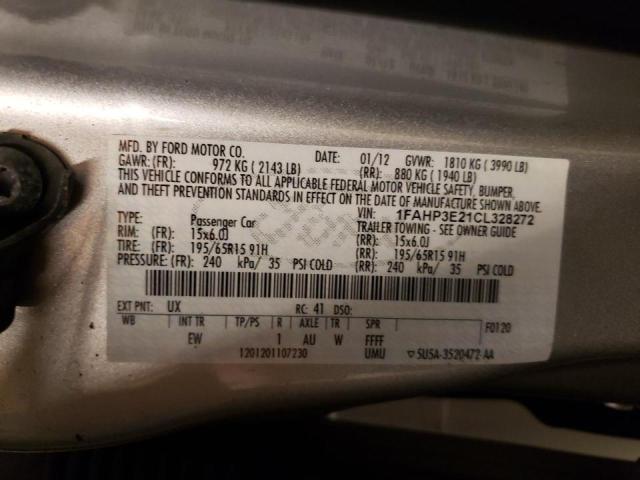 MFD. BY FORD MOTOR CO. DATE: 01/12 GVWR: 1810 KG ( 3990 LB)
GAWR: (FR): 972 KG ( 2143 LB) (RR): 880 KG ( 1940 LB)
THIS VEHICLE CONFORMS TO ALL APPLICABLE FEDERAL MOTOR VEHICLE SAFETY, BUMPER,
AND THEFT PREVENTION STANDARDS IN EFFECT ON THE DATE OF MANUFACTURE SHOWN ABOVE.
VIN: 1FAHP3E21CL328272
TYPE: Passenger Car TRAILER TOWING - SEE OWNER GUIDE
RIM: (FR): 15x6.0J (RR): 15x6.0J
TIRE: (FR): 195/65R15 91H (RR): 195/65R15 91H
PRESSURE: (FR): 240 kPa/ 35 PSI COLD (RR): 240 kPa/ 35 PSI COLD
EXT PNT: UX RC: 41 DSO:
WB INT TR TP/PS R AXLE TR SPR F0120
EW 1 AU W FFFF
1201201107230 UMU 5U5A-3520472-AA